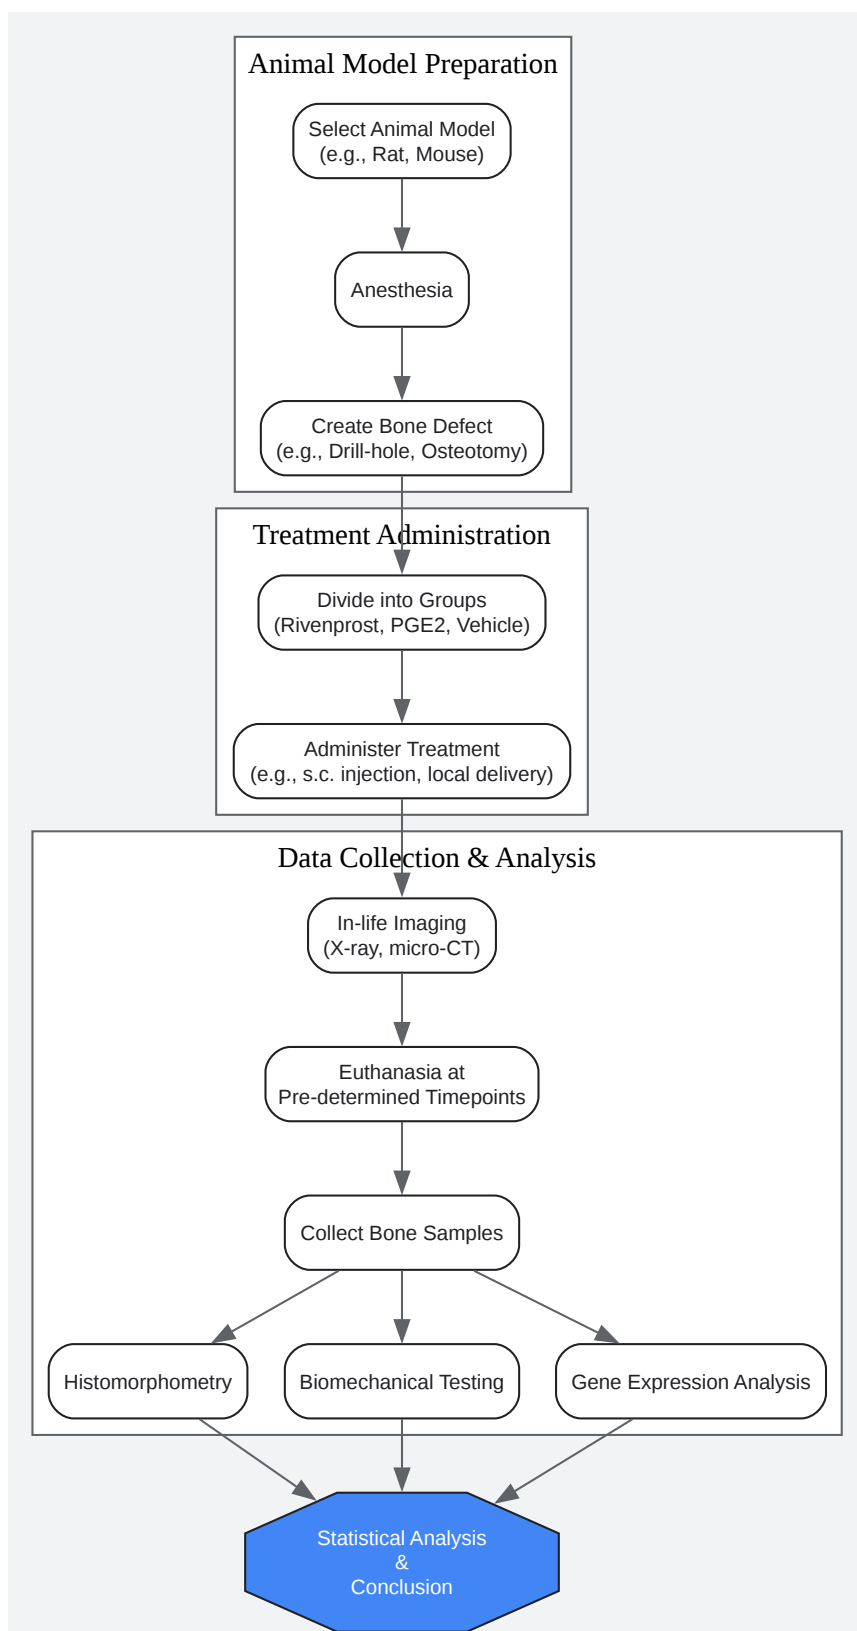 Animal Model Preparation
Select Animal Model
(e.g., Rat, Mouse)
Anesthesia
Create Bone Defect
(e.g., Drill-hole, Osteotomy)
Treatment Administration
Divide into Groups
(Rivenprost, PGE2, Vehicle)
Administer Treatment
(e.g., s.c. injection, local delivery)
Data Collection & Analysis
In-life Imaging
(X-ray, micro-CT)
Euthanasia at
Pre-determined Timepoints
Collect Bone Samples
Histomorphometry
Biomechanical Testing
Gene Expression Analysis
Statistical Analysis
&
Conclusion